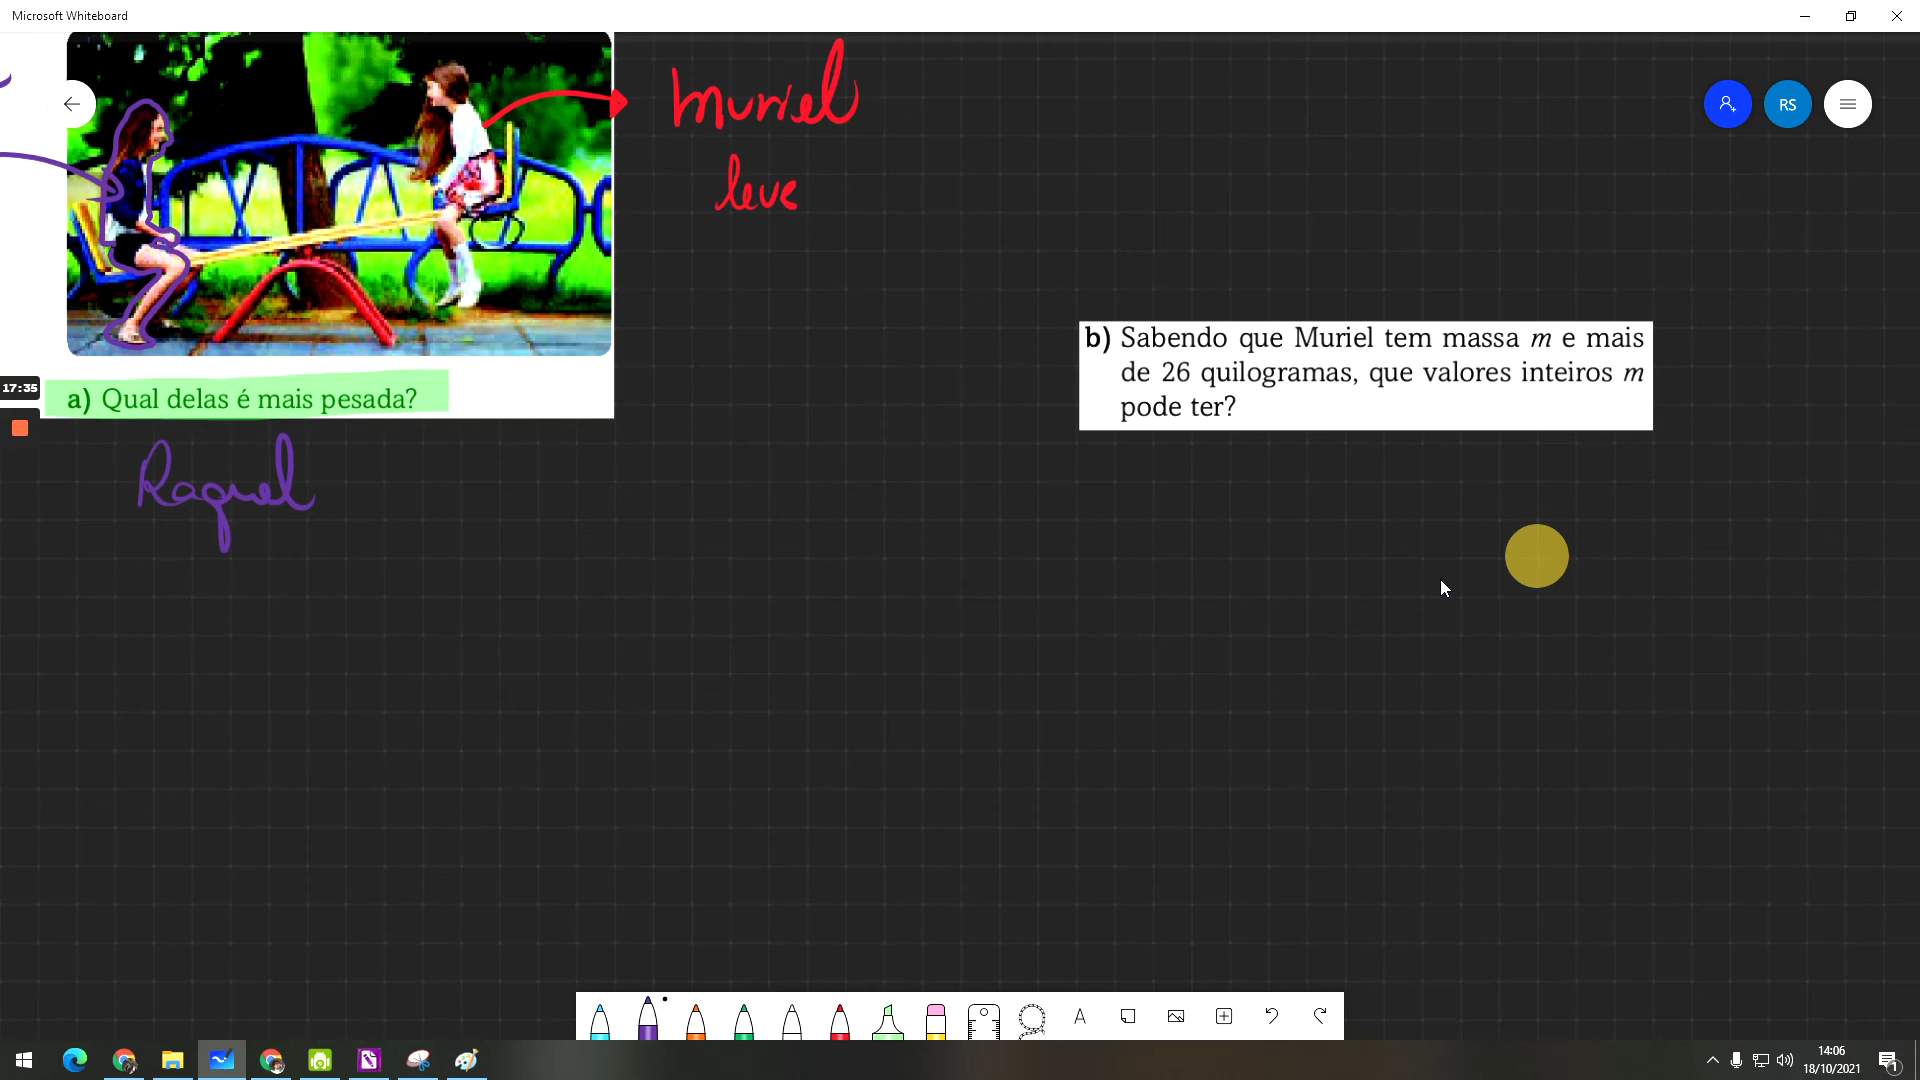 Microsoft Whiteboard
muriel
leve
RS
17:35
a) Qual delas é mais pesada?
Raquel
b) Sabendo que Muriel tem massa m e mais
de 26 quilogramas, que valores inteiros m
pode ter?
A
14:06
18/10/2021
1